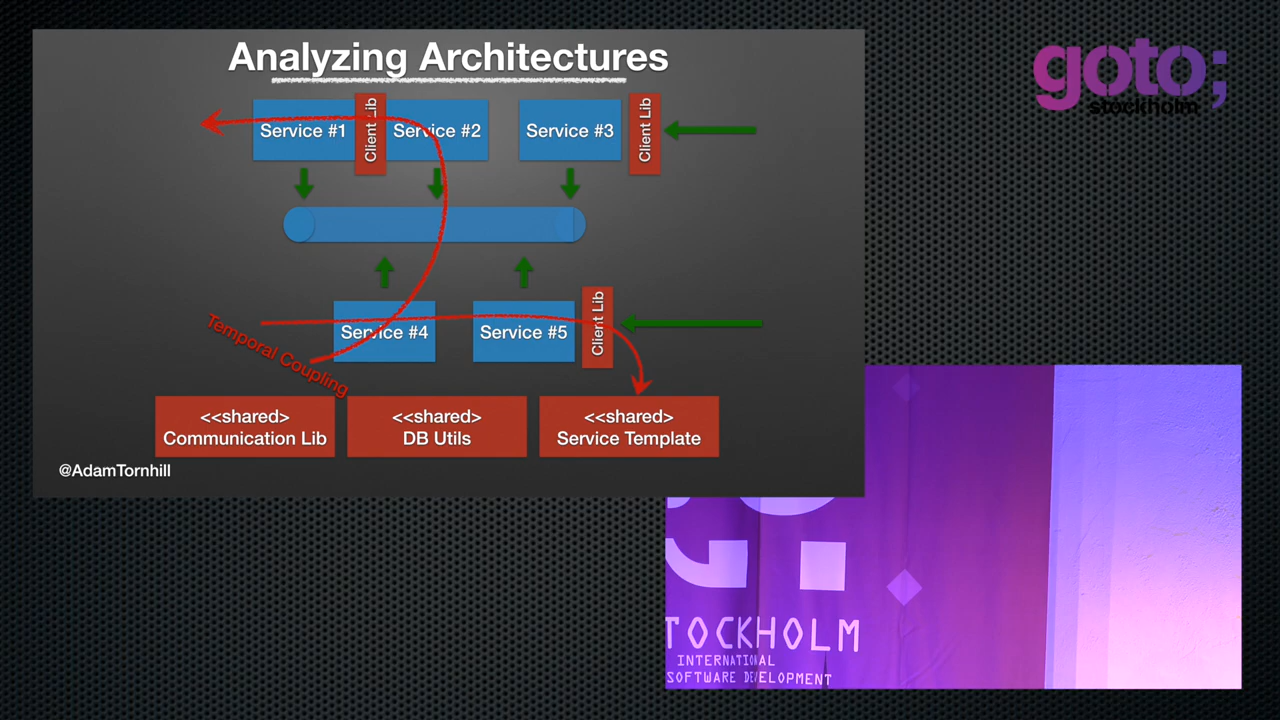 Analyzing Architectures
goto;
stockholm
Service #1
Client Lib
Service #2
Service #3
Client Lib
Temporal Coupling
Service #4
Service #5
Client Lib
<<shared>
Communication Lib
<<shared>
DB Utils
<<shared>
Service Template
@AdamTornhill
TOCKHOLM
INTERNATIONAL
SOFTWARE DEVELOPMENT